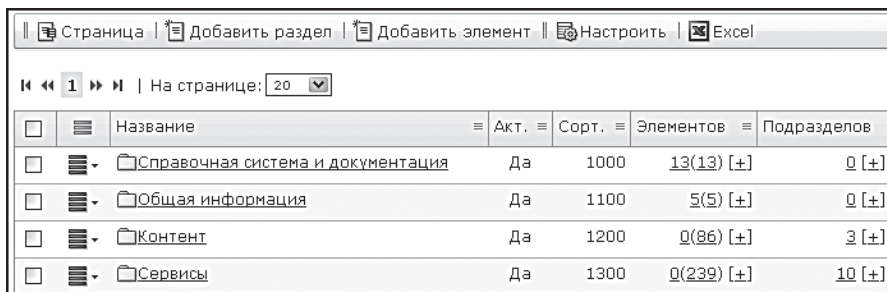 Страница | Добавить раздел | Добавить элемент Настроить | Excel
1 | На странице: 20
Название Акт. Сорт. Элементов Подразделов
Справочная система и документация Да 1000 13(13) [+] 0 [+]
Общая информация Да 1100 5(5) [+] 0 [+]
Контент Да 1200 0(86) [+] 3 [+]
Сервисы Да 1300 0(239) [+] 10 [+]